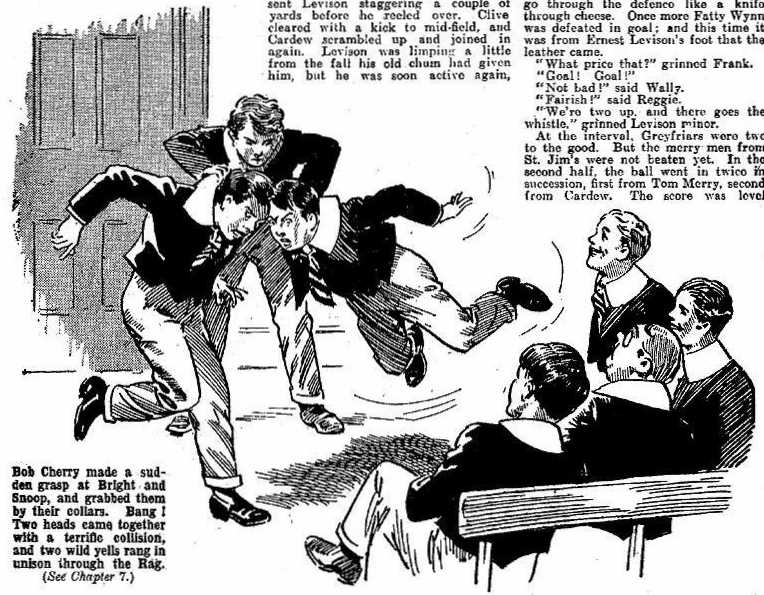 sent Levison staggering a couple of
yards before he reeled over. Clive
cleared with a kick to mid-field, and
Cardew scrambled up and joined in
again. Levison was limping a little
from the fall his old chum had given
him, but he was soon active again,
go through the defence like a knife
through cheese. Once more Fatty Wynn
was defeated in goal; and this time it
was from Ernest Levison's foot that the
leather came.
"What price that?" grinned Frank.
"Goal! Goal!"
"Not bad!" said Wally.
"Fairish!" said Reggie.
"We're two up, and there goes the
whistle," grinned Levison minor.
At the interval, Greyfriars were two
to the good. But the merry men from
St. Jim's were not beaten yet. In the
second half, the ball went in twice in
succession, first from Tom Merry, second
from Cardew. The score was level
Bob Cherry made a sud-
den grasp at Bright and
Snoop, and grabbed them
by their collars. Bang!
Two heads came together
with a terrific collision,
and two wild yells rang in
unison through the Rag.
(See Chapter 7.)